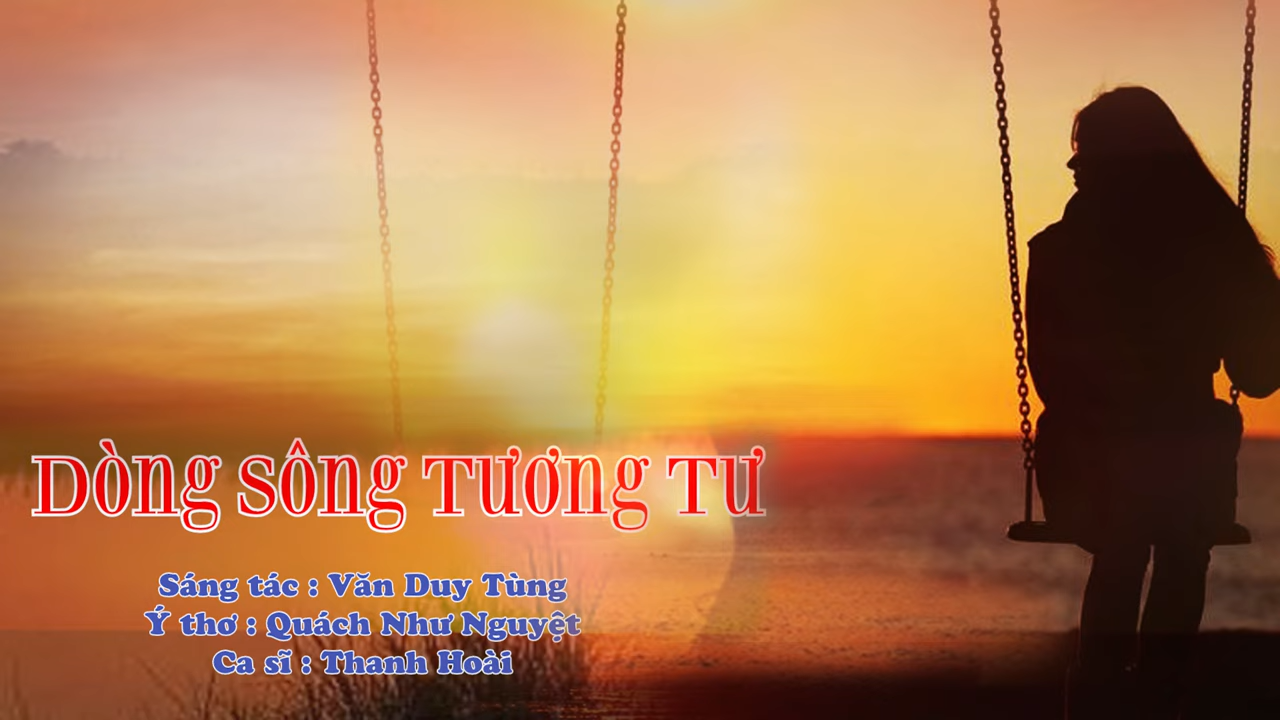 Dòng Sông Tương Tư
Sáng tác : Văn Duy Tùng
Ý thơ : Quách Như Nguyệt
Ca sĩ : Thanh Hoài